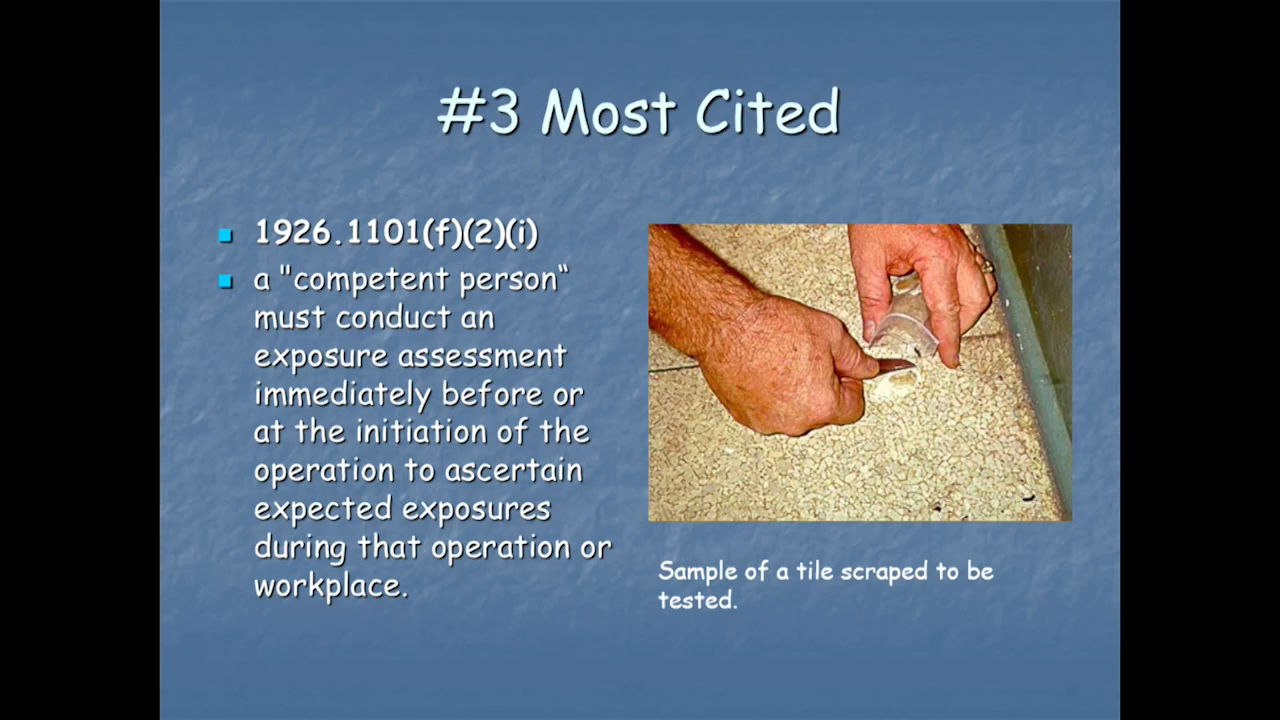 #3 Most Cited
1926.1101(f)(2)(i)
a "competent person“
must conduct an
exposure assessment
immediately before or
at the initiation of the
operation to ascertain
expected exposures
during that operation or
workplace.
Sample of a tile scraped to be
tested.